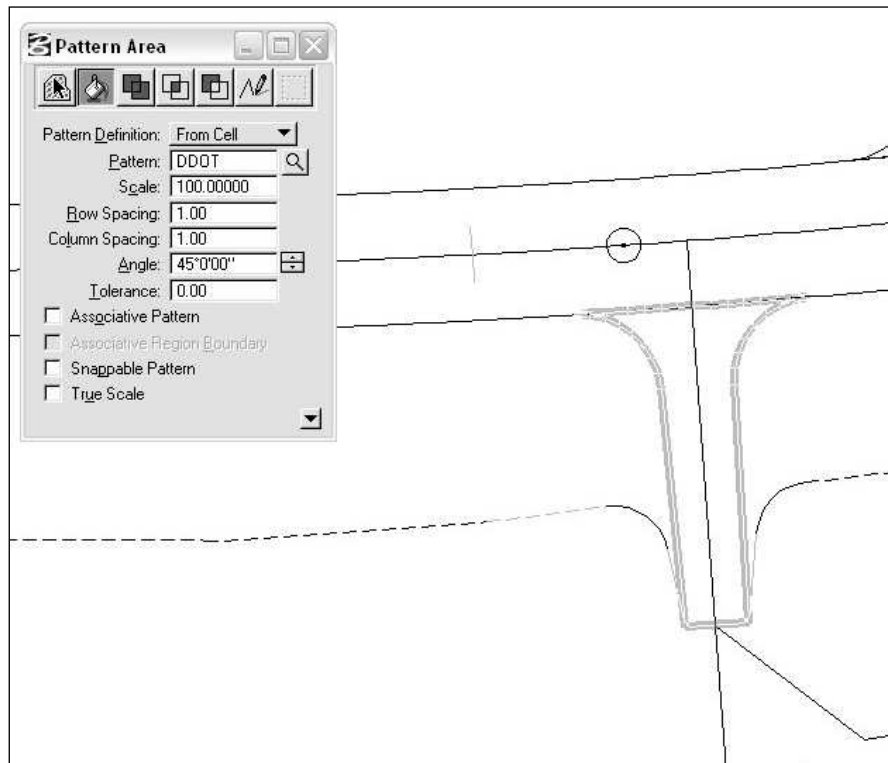 Pattern Area
Pattern Definition: From Cell
Pattern: DDOT
Scale: 100.00000
Row Spacing: 1.00
Column Spacing: 1.00
Angle: 45°0'00"
Tolerance: 0.00
Associative Pattern
Associative Region Boundary
Snappable Pattern
True Scale